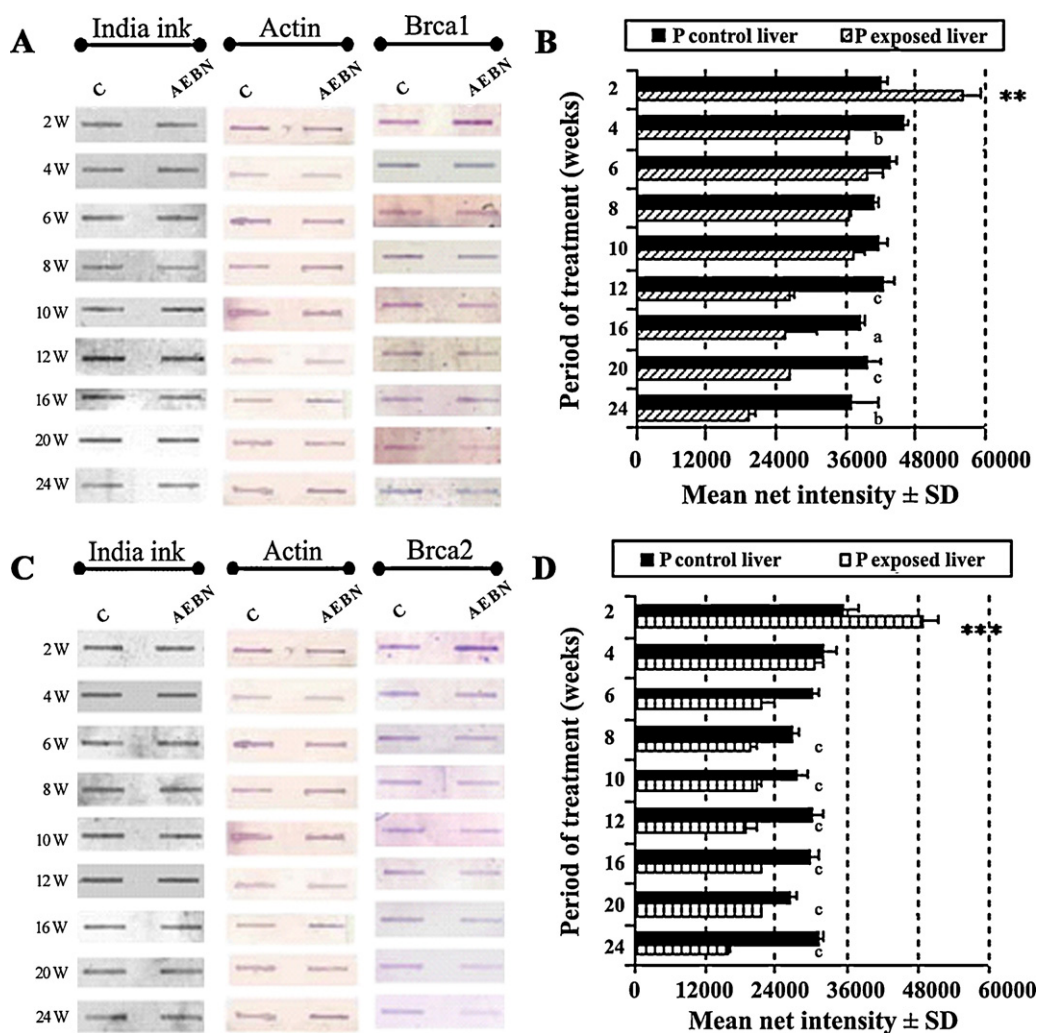 A
India ink Actin Brca1
C AEBN C AEBN C AEBN
2 W
4 W
6 W
8 W
10 W
12 W
16 W
20 W
24 W
B
P control liver P exposed liver
Period of treatment (weeks)
2 **
4 b
6
8
10
12 c
16 a
20 c
24 b
0 12000 24000 36000 48000 60000
Mean net intensity ± SD
C
India ink Actin Brca2
C AEBN C AEBN C AEBN
2 W
4 W
6 W
8 W
10 W
12 W
16 W
20 W
24 W
D
P control liver P exposed liver
Period of treatment (weeks)
2 ***
4
6
8 c
10 c
12 c
16 c
20 c
24 c
0 12000 24000 36000 48000 60000
Mean net intensity ± SD